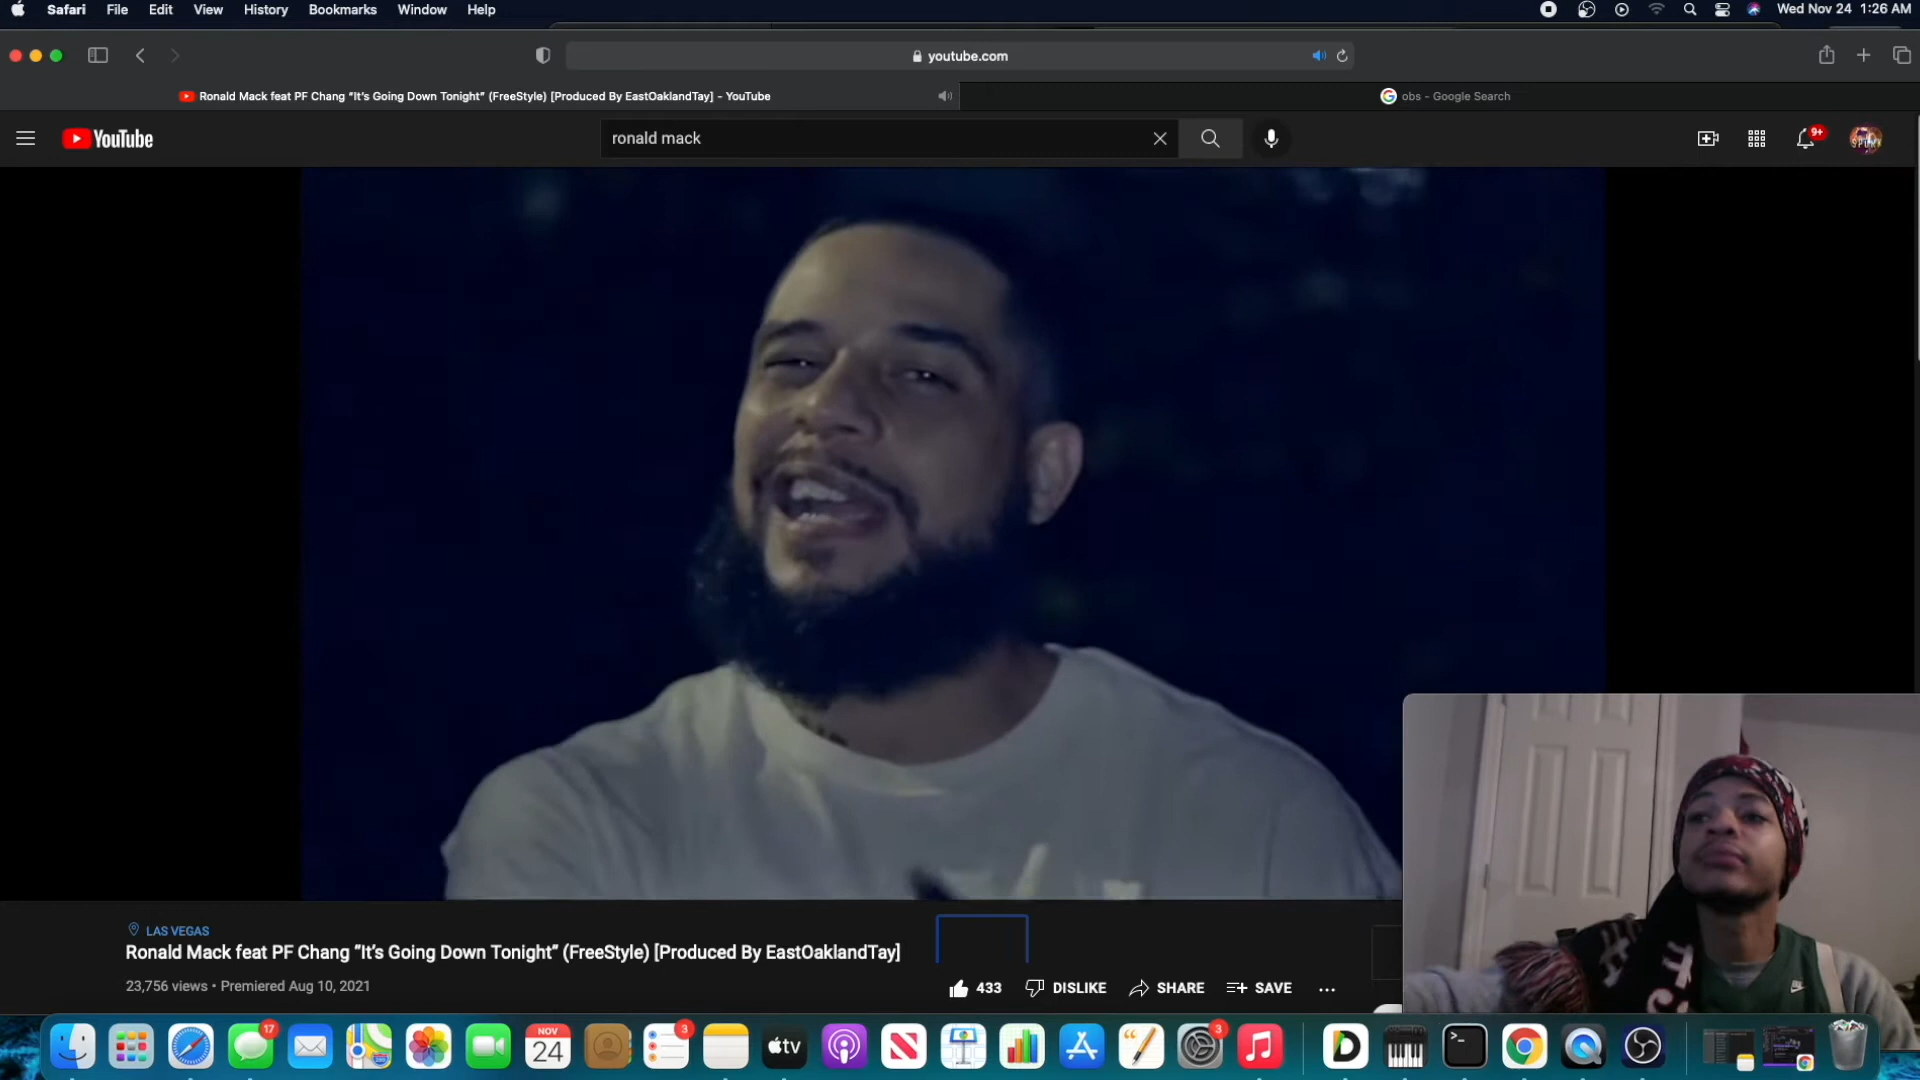 Safari File Edit View History Bookmarks Window Help
Wed Nov 24 1:26 AM
youtube.com
Ronald Mack feat PF Chang “It’s Going Down Tonight” (FreeStyle) [Produced By EastOaklandTay] - YouTube
obs - Google Search
YouTube
ronald mack
9+
LAS VEGAS
Ronald Mack feat PF Chang “It’s Going Down Tonight” (FreeStyle) [Produced By EastOaklandTay]
23,756 views • Premiered Aug 10, 2021
433 DISLIKE SHARE SAVE
17
NOV
24
3
tv
3